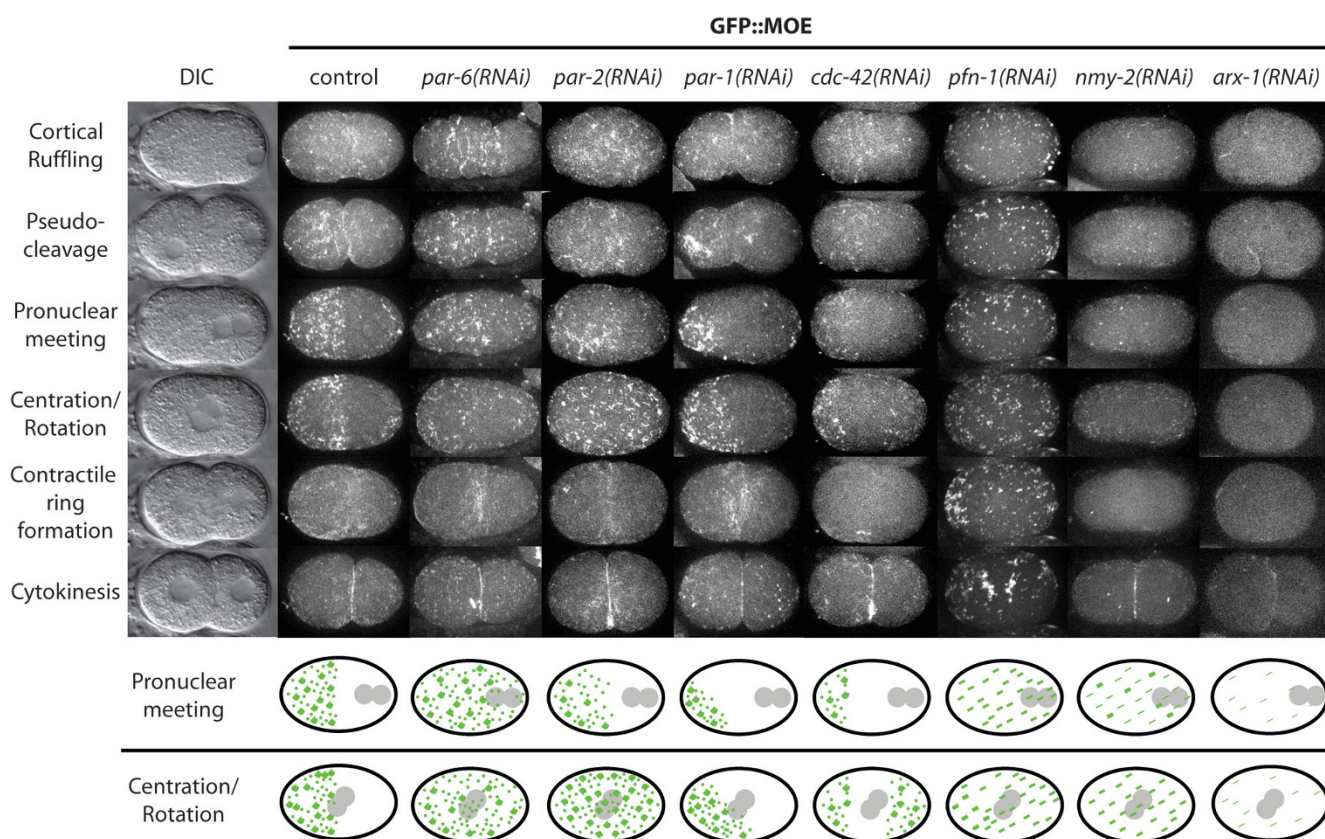 GFP::MOE
DIC control par-6(RNAi) par-2(RNAi) par-1(RNAi) cdc-42(RNAi) pfn-1(RNAi) nmy-2(RNAi) arx-1(RNAi)
Cortical
Ruffling
Pseudo-
cleavage
Pronuclear
meeting
Centration/
Rotation
Contractile
ring
formation
Cytokinesis
Pronuclear
meeting
Centration/
Rotation